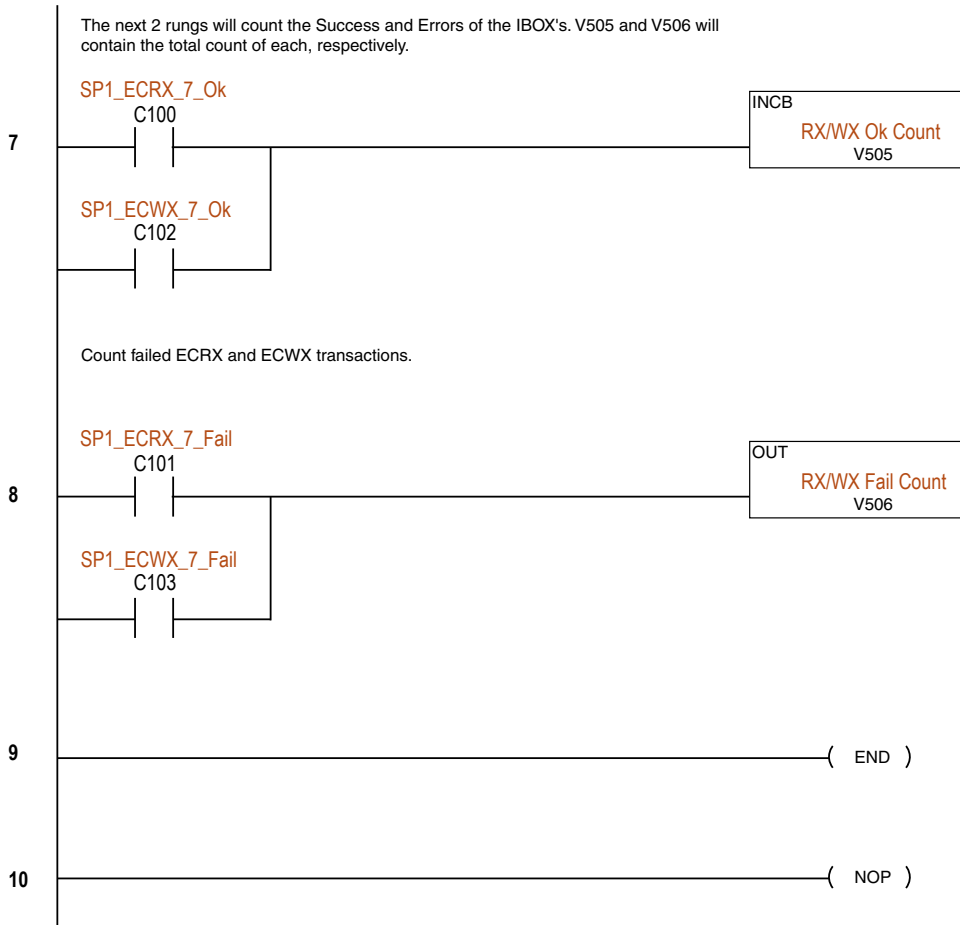 The next 2 rungs will count the Success and Errors of the IBOX's. V505 and V506 will
contain the total count of each, respectively.
SP1_ECRX_7_Ok
C100
7
INCB
RX/WX Ok Count
V505
SP1_ECWX_7_Ok
C102
Count failed ECRX and ECWX transactions.
SP1_ECRX_7_Fail
C101
8
OUT
RX/WX Fail Count
V506
SP1_ECWX_7_Fail
C103
9
( END )
10
( NOP )